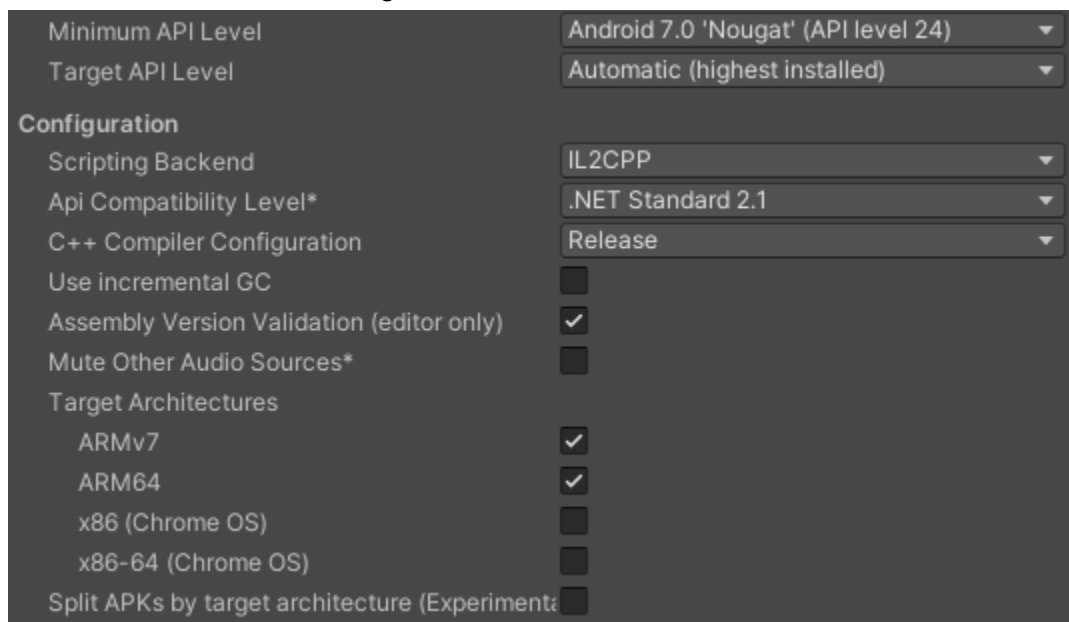 Minimum API Level Android 7.0 'Nougat' (API level 24)
Target API Level Automatic (highest installed)
Configuration
Scripting Backend IL2CPP
Api Compatibility Level* .NET Standard 2.1
C++ Compiler Configuration Release
Use incremental GC
Assembly Version Validation (editor only)
Mute Other Audio Sources*
Target Architectures
ARMv7
ARM64
x86 (Chrome OS)
x86-64 (Chrome OS)
Split APKs by target architecture (Experimenta